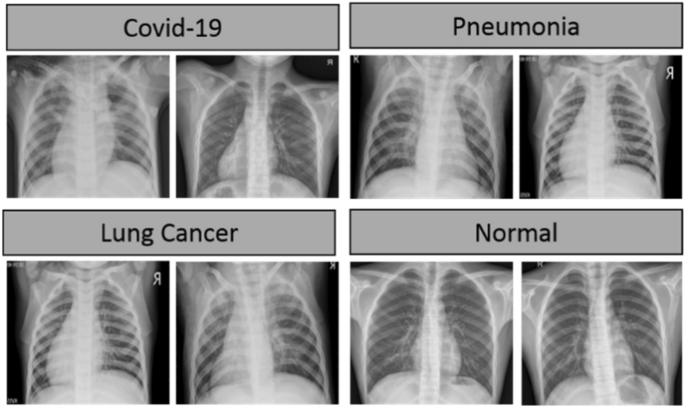 Covid-19
Pneumonia
Я
K
Я
Lung Cancer
Normal
Я